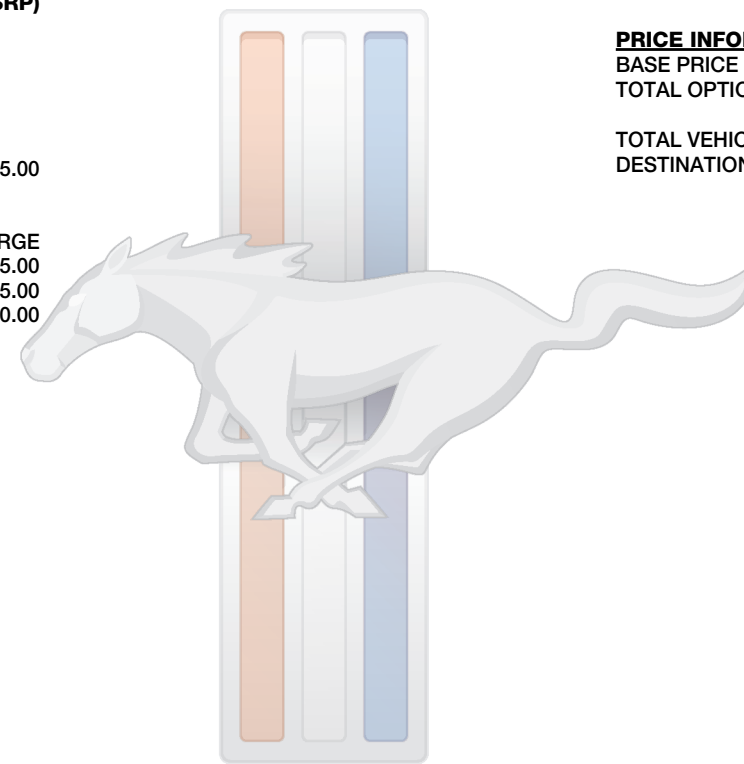 SRP)
5.00
RGE
5.00
5.00
0.00
PRICE INFO
BASE PRICE
TOTAL OPTIO
TOTAL VEHIC
DESTINATION